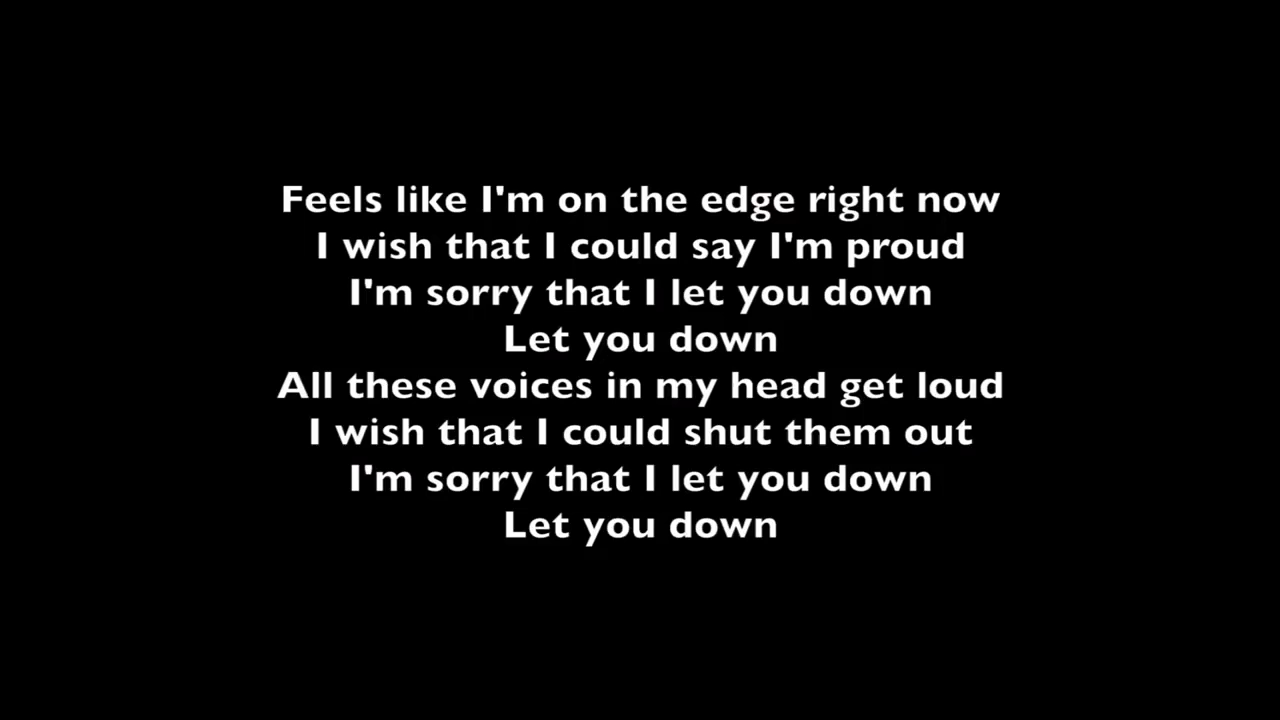 Feels like I'm on the edge right now
I wish that I could say I'm proud
I'm sorry that I let you down
Let you down
All these voices in my head get loud
I wish that I could shut them out
I'm sorry that I let you down
Let you down